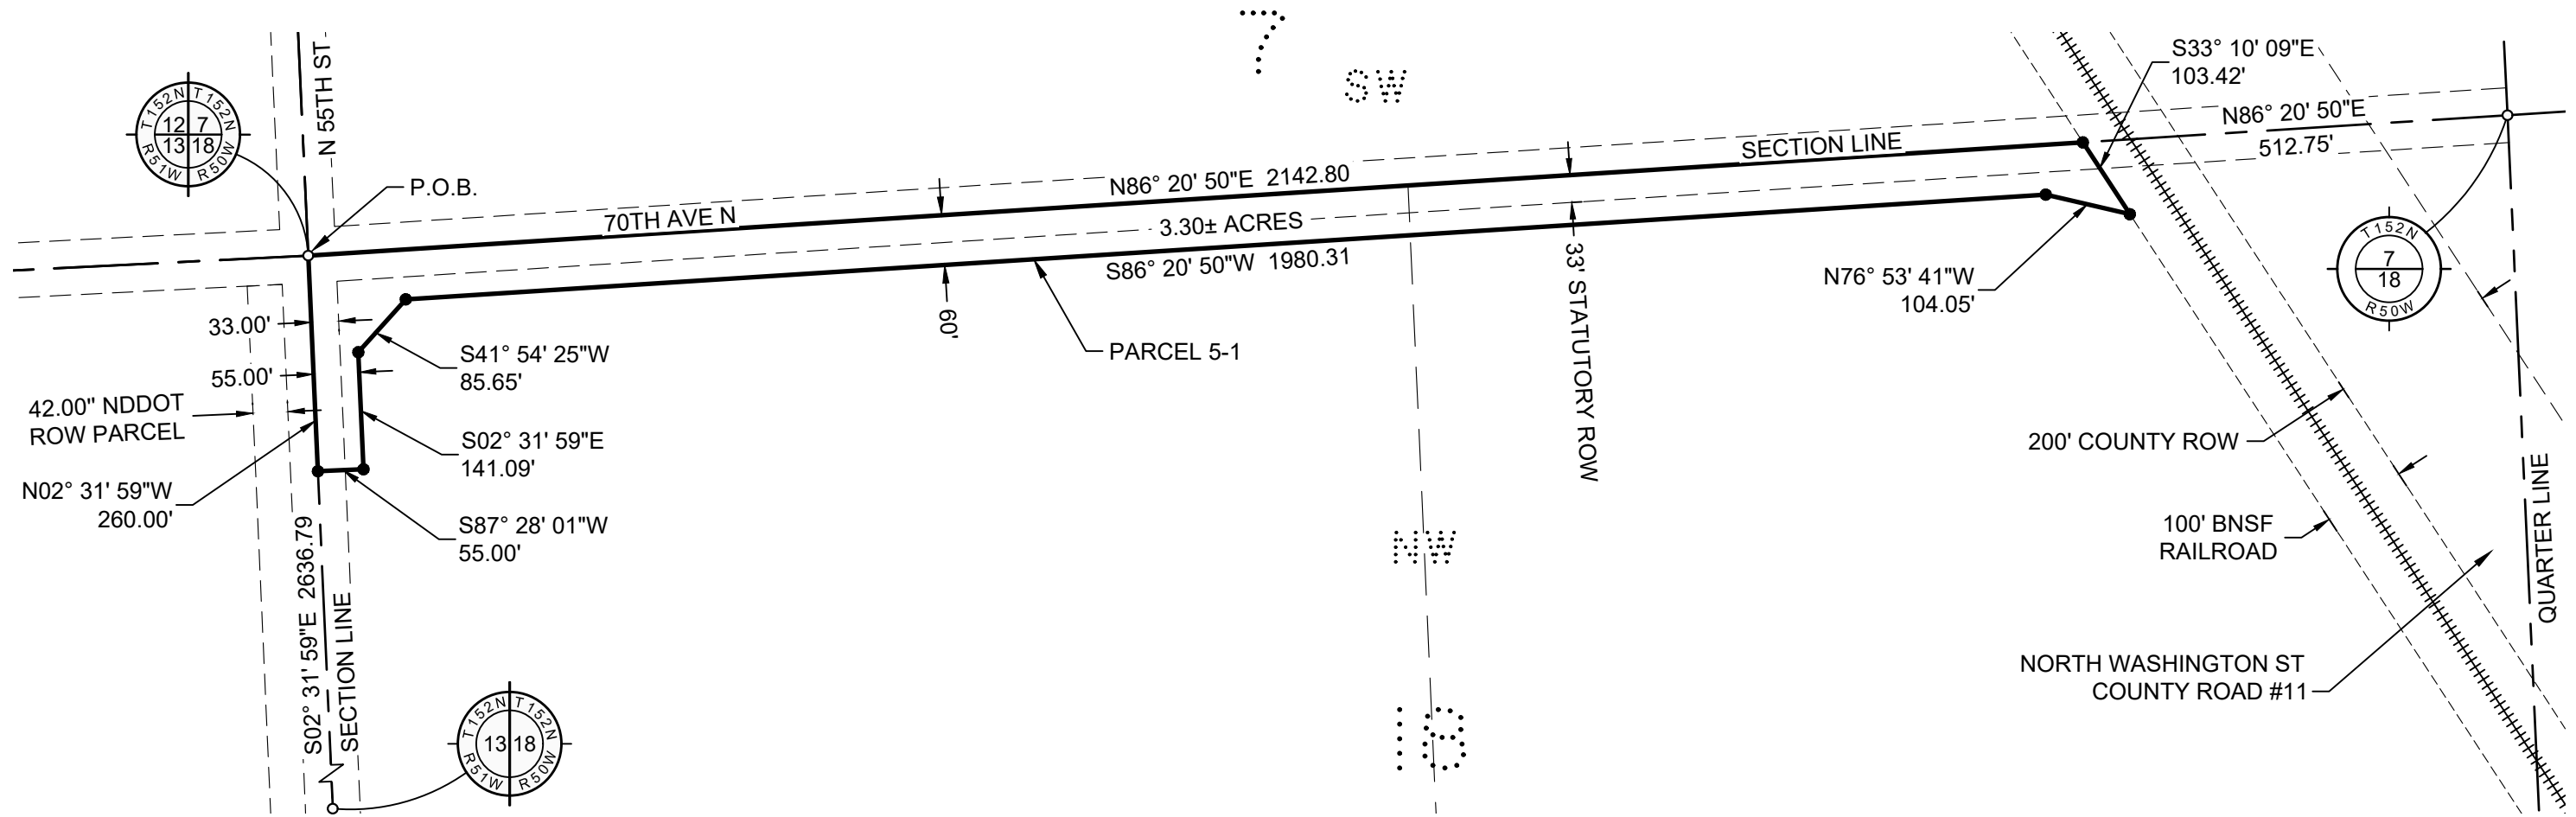 7
SW
N 55TH ST
T152N T152N
12 7
13 18
R51W R50W
P.O.B.
70TH AVE N
N86° 20' 50"E 2142.80
SECTION LINE
S33° 10' 09"E
103.42'
N86° 20' 50"E
512.75'
3.30± ACRES
S86° 20' 50"W 1980.31
60'
PARCEL 5-1
33' STATUTORY ROW
N76° 53' 41"W
104.05'
T152N
7
18
R50W
33.00'
55.00'
42.00" NDDOT
ROW PARCEL
N02° 31' 59"W
260.00'
S41° 54' 25"W
85.65'
S02° 31' 59"E
141.09'
S87° 28' 01"W
55.00'
S02° 31' 59"E 2636.79
SECTION LINE
T152N T152N
13 18
R51W R50W
NW
18
200' COUNTY ROW
100' BNSF
RAILROAD
NORTH WASHINGTON ST
COUNTY ROAD #11
QUARTER LINE